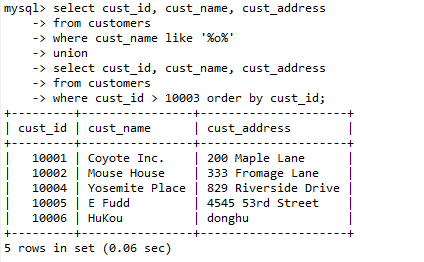 mysql> select cust_id, cust_name, cust_address
    -> from customers
    -> where cust_name like '%o%'
    -> union
    -> select cust_id, cust_name, cust_address
    -> from customers
    -> where cust_id > 10003 order by cust_id;
+---------+----------------+---------------------+
| cust_id | cust_name      | cust_address        |
+---------+----------------+---------------------+
|   10001 | Coyote Inc.    | 200 Maple Lane      |
|   10002 | Mouse House    | 333 Fromage Lane    |
|   10004 | Yosemite Place | 829 Riverside Drive |
|   10005 | E Fudd         | 4545 53rd Street    |
|   10006 | HuKou          | donghu              |
+---------+----------------+---------------------+
5 rows in set (0.06 sec)